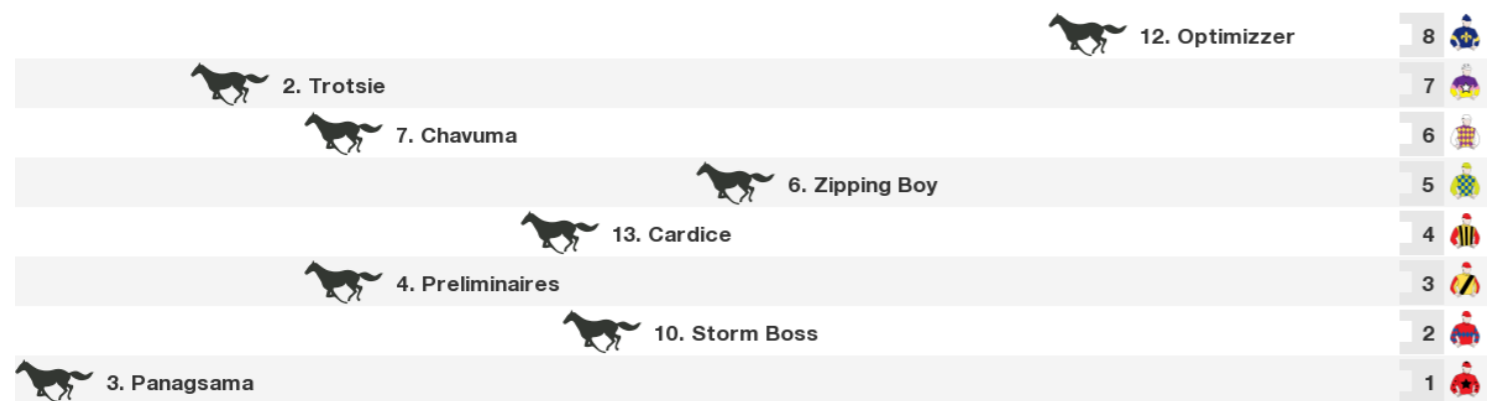 12. Optimizzer 8
2. Trotsie 7
7. Chavuma 6
6. Zipping Boy 5
13. Cardice 4
4. Preliminaires 3
10. Storm Boss 2
3. Panagsama 1